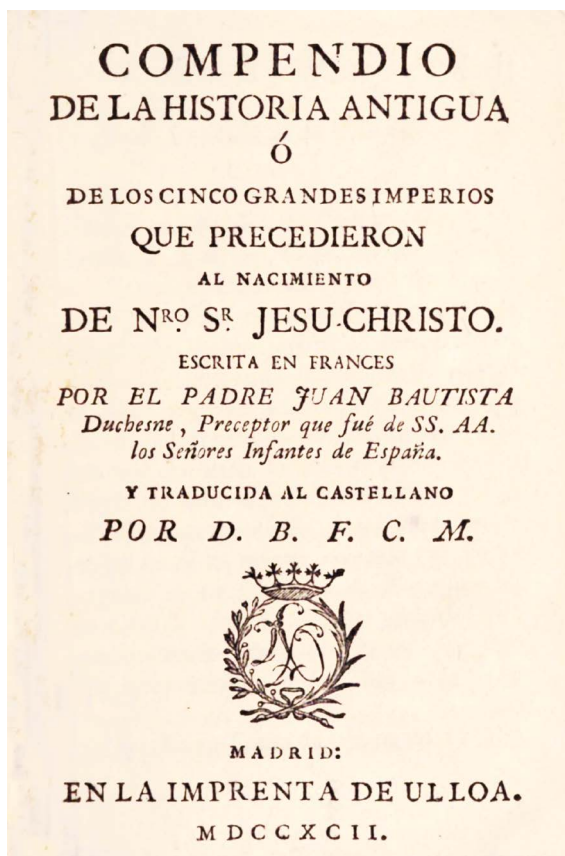 COMPENDIO
DE LA HISTORIA ANTIGUA
Ó
DE LOS CINCO GRANDES IMPERIOS
QUE PRECEDIERON
AL NACIMIENTO
DE NRO. SR. JESU-CHRISTO.
ESCRITA EN FRANCES
POR EL PADRE JUAN BAUTISTA
Duchesne, Preceptor que fué de SS. AA.
los Señores Infantes de España.
Y TRADUCIDA AL CASTELLANO
POR D. B. F. C. M.
MADRID:
EN LA IMPRENTA DE ULLOA.
MDCCXCII.